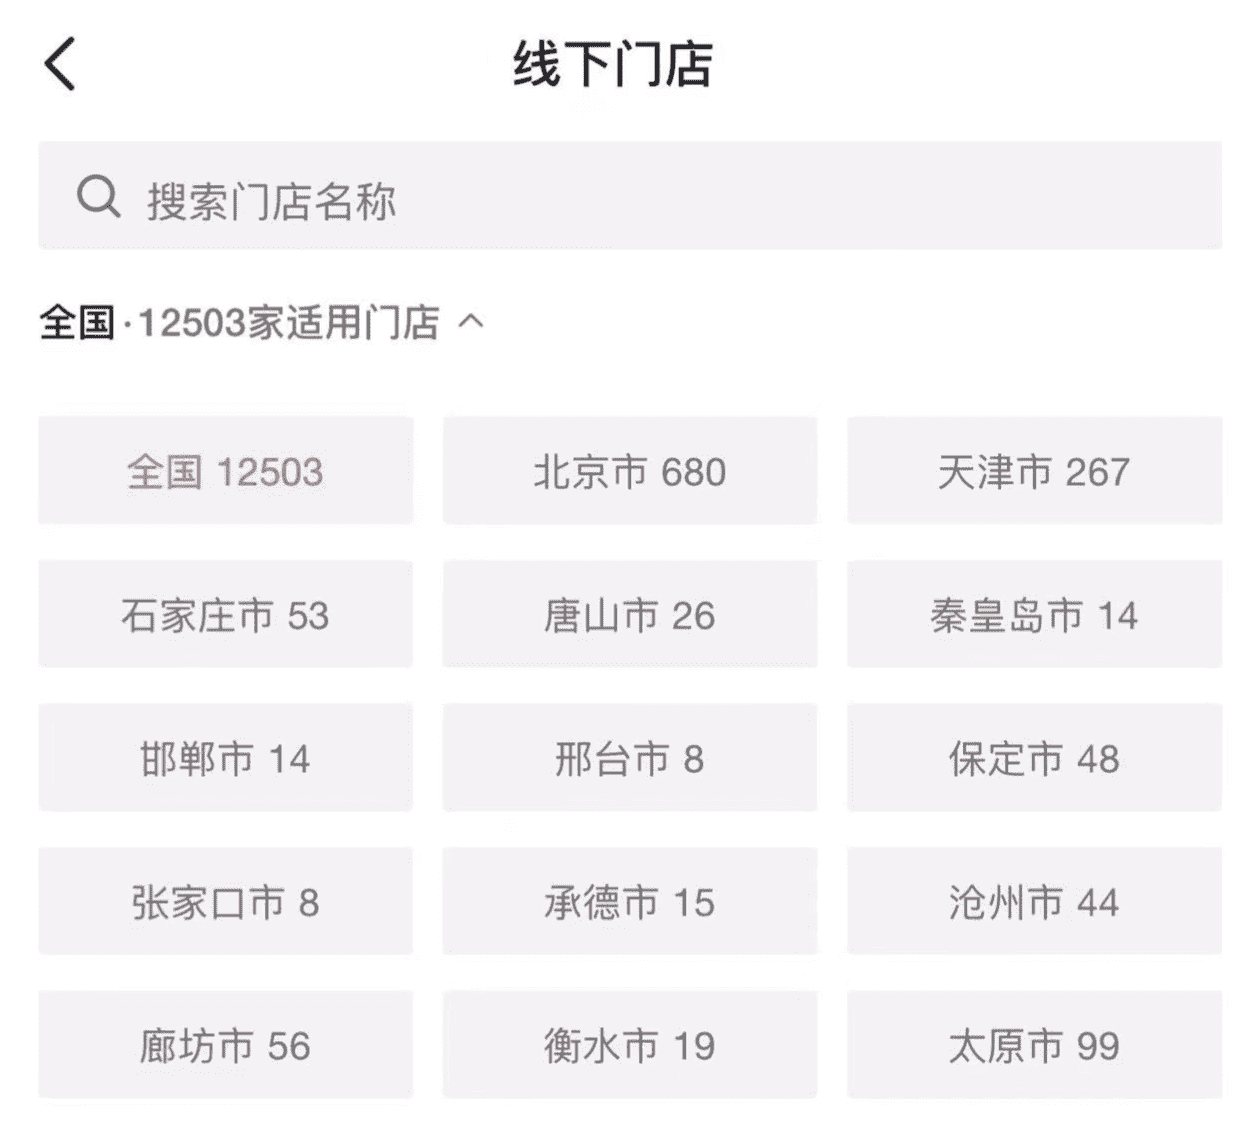 线下门店
搜索门店名称
全国·12503家适用门店
全国 12503
北京市 680
天津市 267
石家庄市 53
唐山市 26
秦皇岛市 14
邯郸市 14
邢台市 8
保定市 48
张家口市 8
承德市 15
沧州市 44
廊坊市 56
衡水市 19
太原市 99